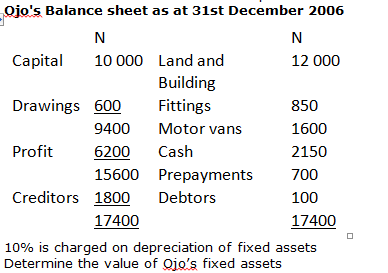 Ojo's Balance sheet as at 31st December 2006
N N
Capital 10 000 Land and 12 000
Building
Drawings 600 Fittings 850
9400 Motor vans 1600
Profit 6200 Cash 2150
15600 Prepayments 700
Creditors 1800 Debtors 100
17400 17400
10% is charged on depreciation of fixed assets
Determine the value of Ojo's fixed assets